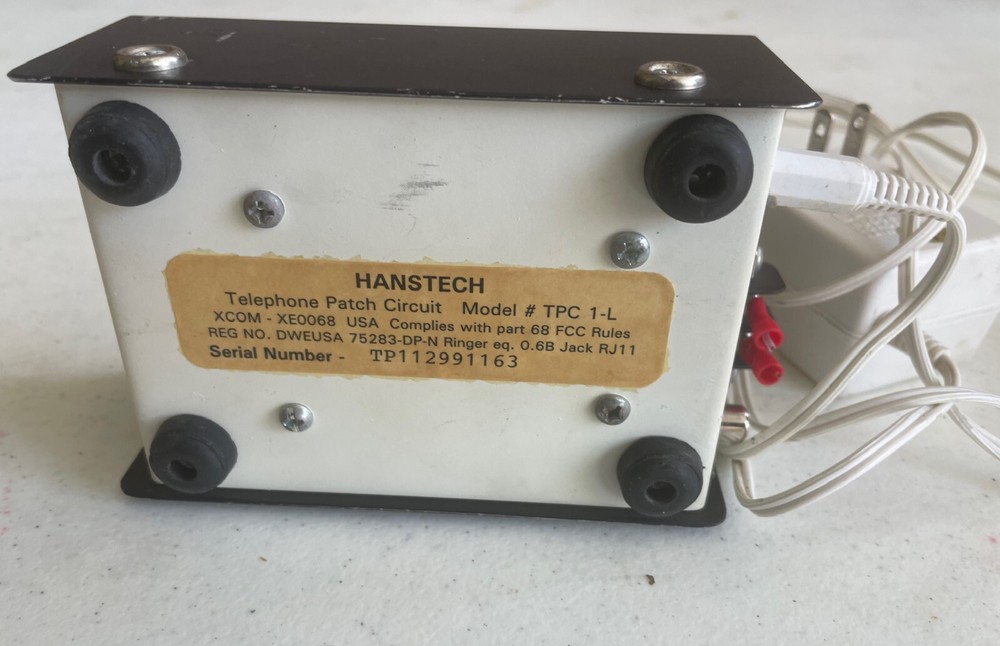 HANSTECH
Telephone Patch Circuit Model # TPC 1-L
XCOM - XE0068 USA Complies with part 68 FCC Rules
REG NO. DWEUSA 75283-DP-N Ringer eq. 0.6B Jack RJ11
Serial Number - TP112991163